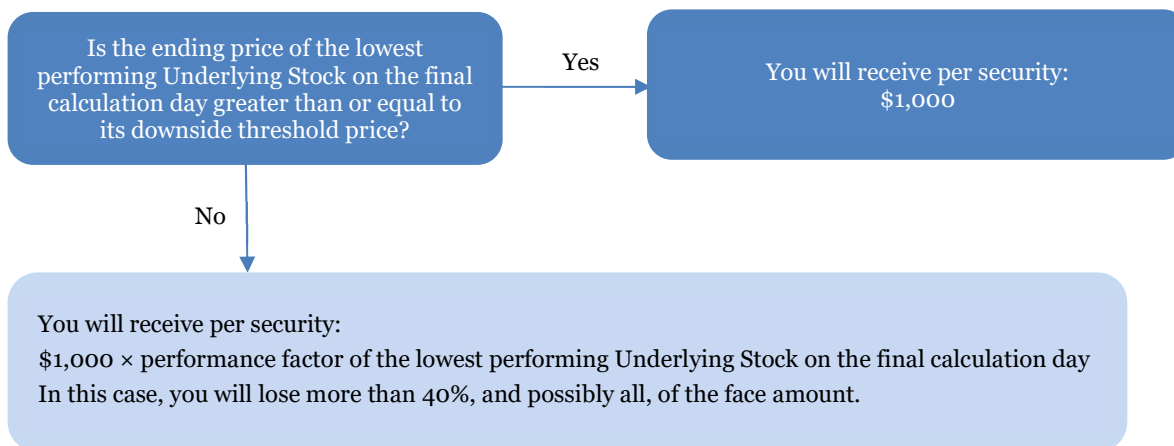 Is the ending price of the lowest
performing Underlying Stock on the final
calculation day greater than or equal to
its downside threshold price?
Yes
You will receive per security:
$1,000
No
You will receive per security:
$1,000 × performance factor of the lowest performing Underlying Stock on the final calculation day
In this case, you will lose more than 40%, and possibly all, of the face amount.